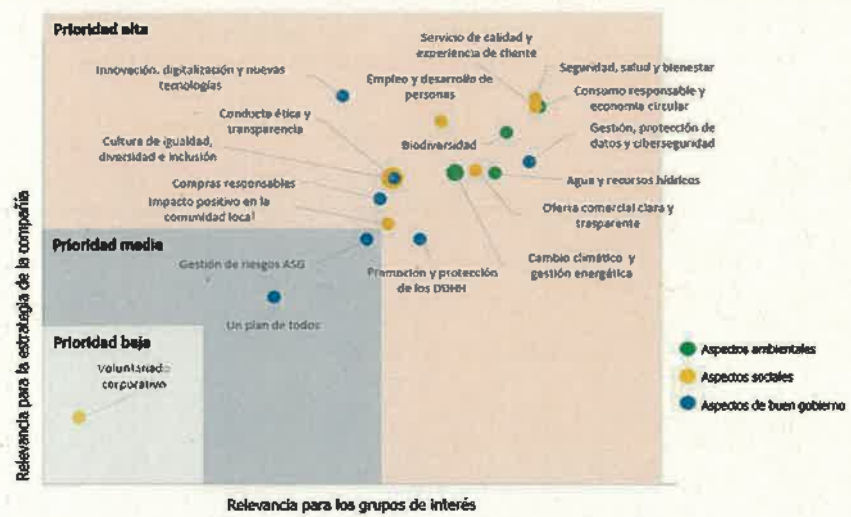 Prioridad alta
Servicio de calidad y
experiencia de cliente
Innovación, digitalización y nuevas
tecnologías
Empleo y desarrollo de
personas
Seguridad, salud y bienestar
Consumo responsable y
economía circular
Conducta ética y
transparencia
Biodiversidad
Gestión, protección de
datos y ciberseguridad
Cultura de igualdad,
diversidad e inclusión
Compras responsables
Agua y recursos hídricos
Impacto positivo en la
comunidad local
Oferta comercial clara y
trasparente
Prioridad media
Gestión de riesgos ASG
Promoción y protección
de los DDHH
Cambio climático y
gestión energética
Un plan de todos
Prioridad baja
Voluntariado
corporativo
Aspectos ambientales
Aspectos sociales
Aspectos de buen gobierno
Relevancia para la estrategia de la compañía
Relevancia para los grupos de interés